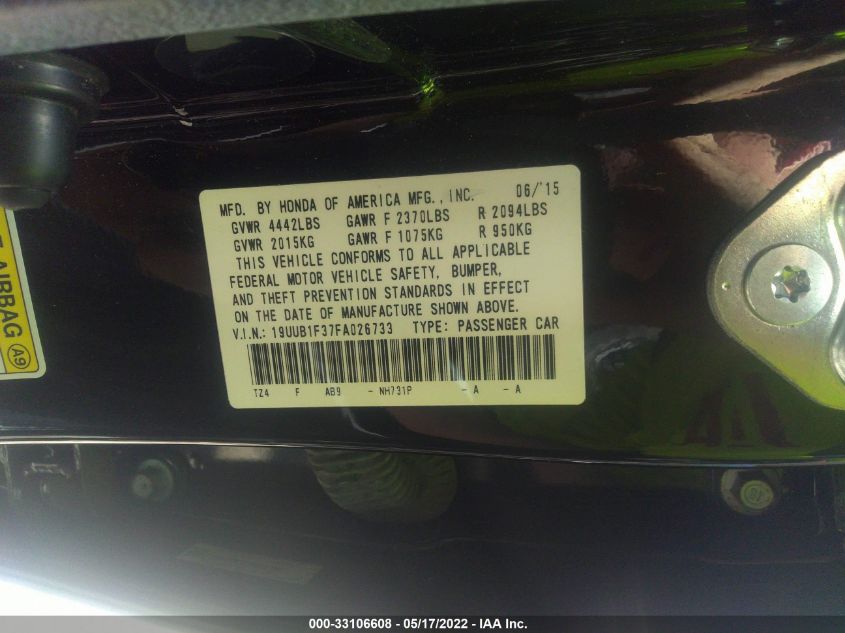 MFD. BY HONDA OF AMERICA MFG., INC. 06/'15
GVWR 4442LBS GAWR F 2370LBS R 2094LBS
GVWR 2015KG GAWR F 1075KG R 950KG
THIS VEHICLE CONFORMS TO ALL APPLICABLE
FEDERAL MOTOR VEHICLE SAFETY, BUMPER,
AND THEFT PREVENTION STANDARDS IN EFFECT
ON THE DATE OF MANUFACTURE SHOWN ABOVE.
V.I.N.: 19UUB1F37FA026733 TYPE: PASSENGER CAR
TZ4 F AB9 - NH731P - A - A
AIRBAG A9
000-33106608 - 05/17/2022 - IAA Inc.